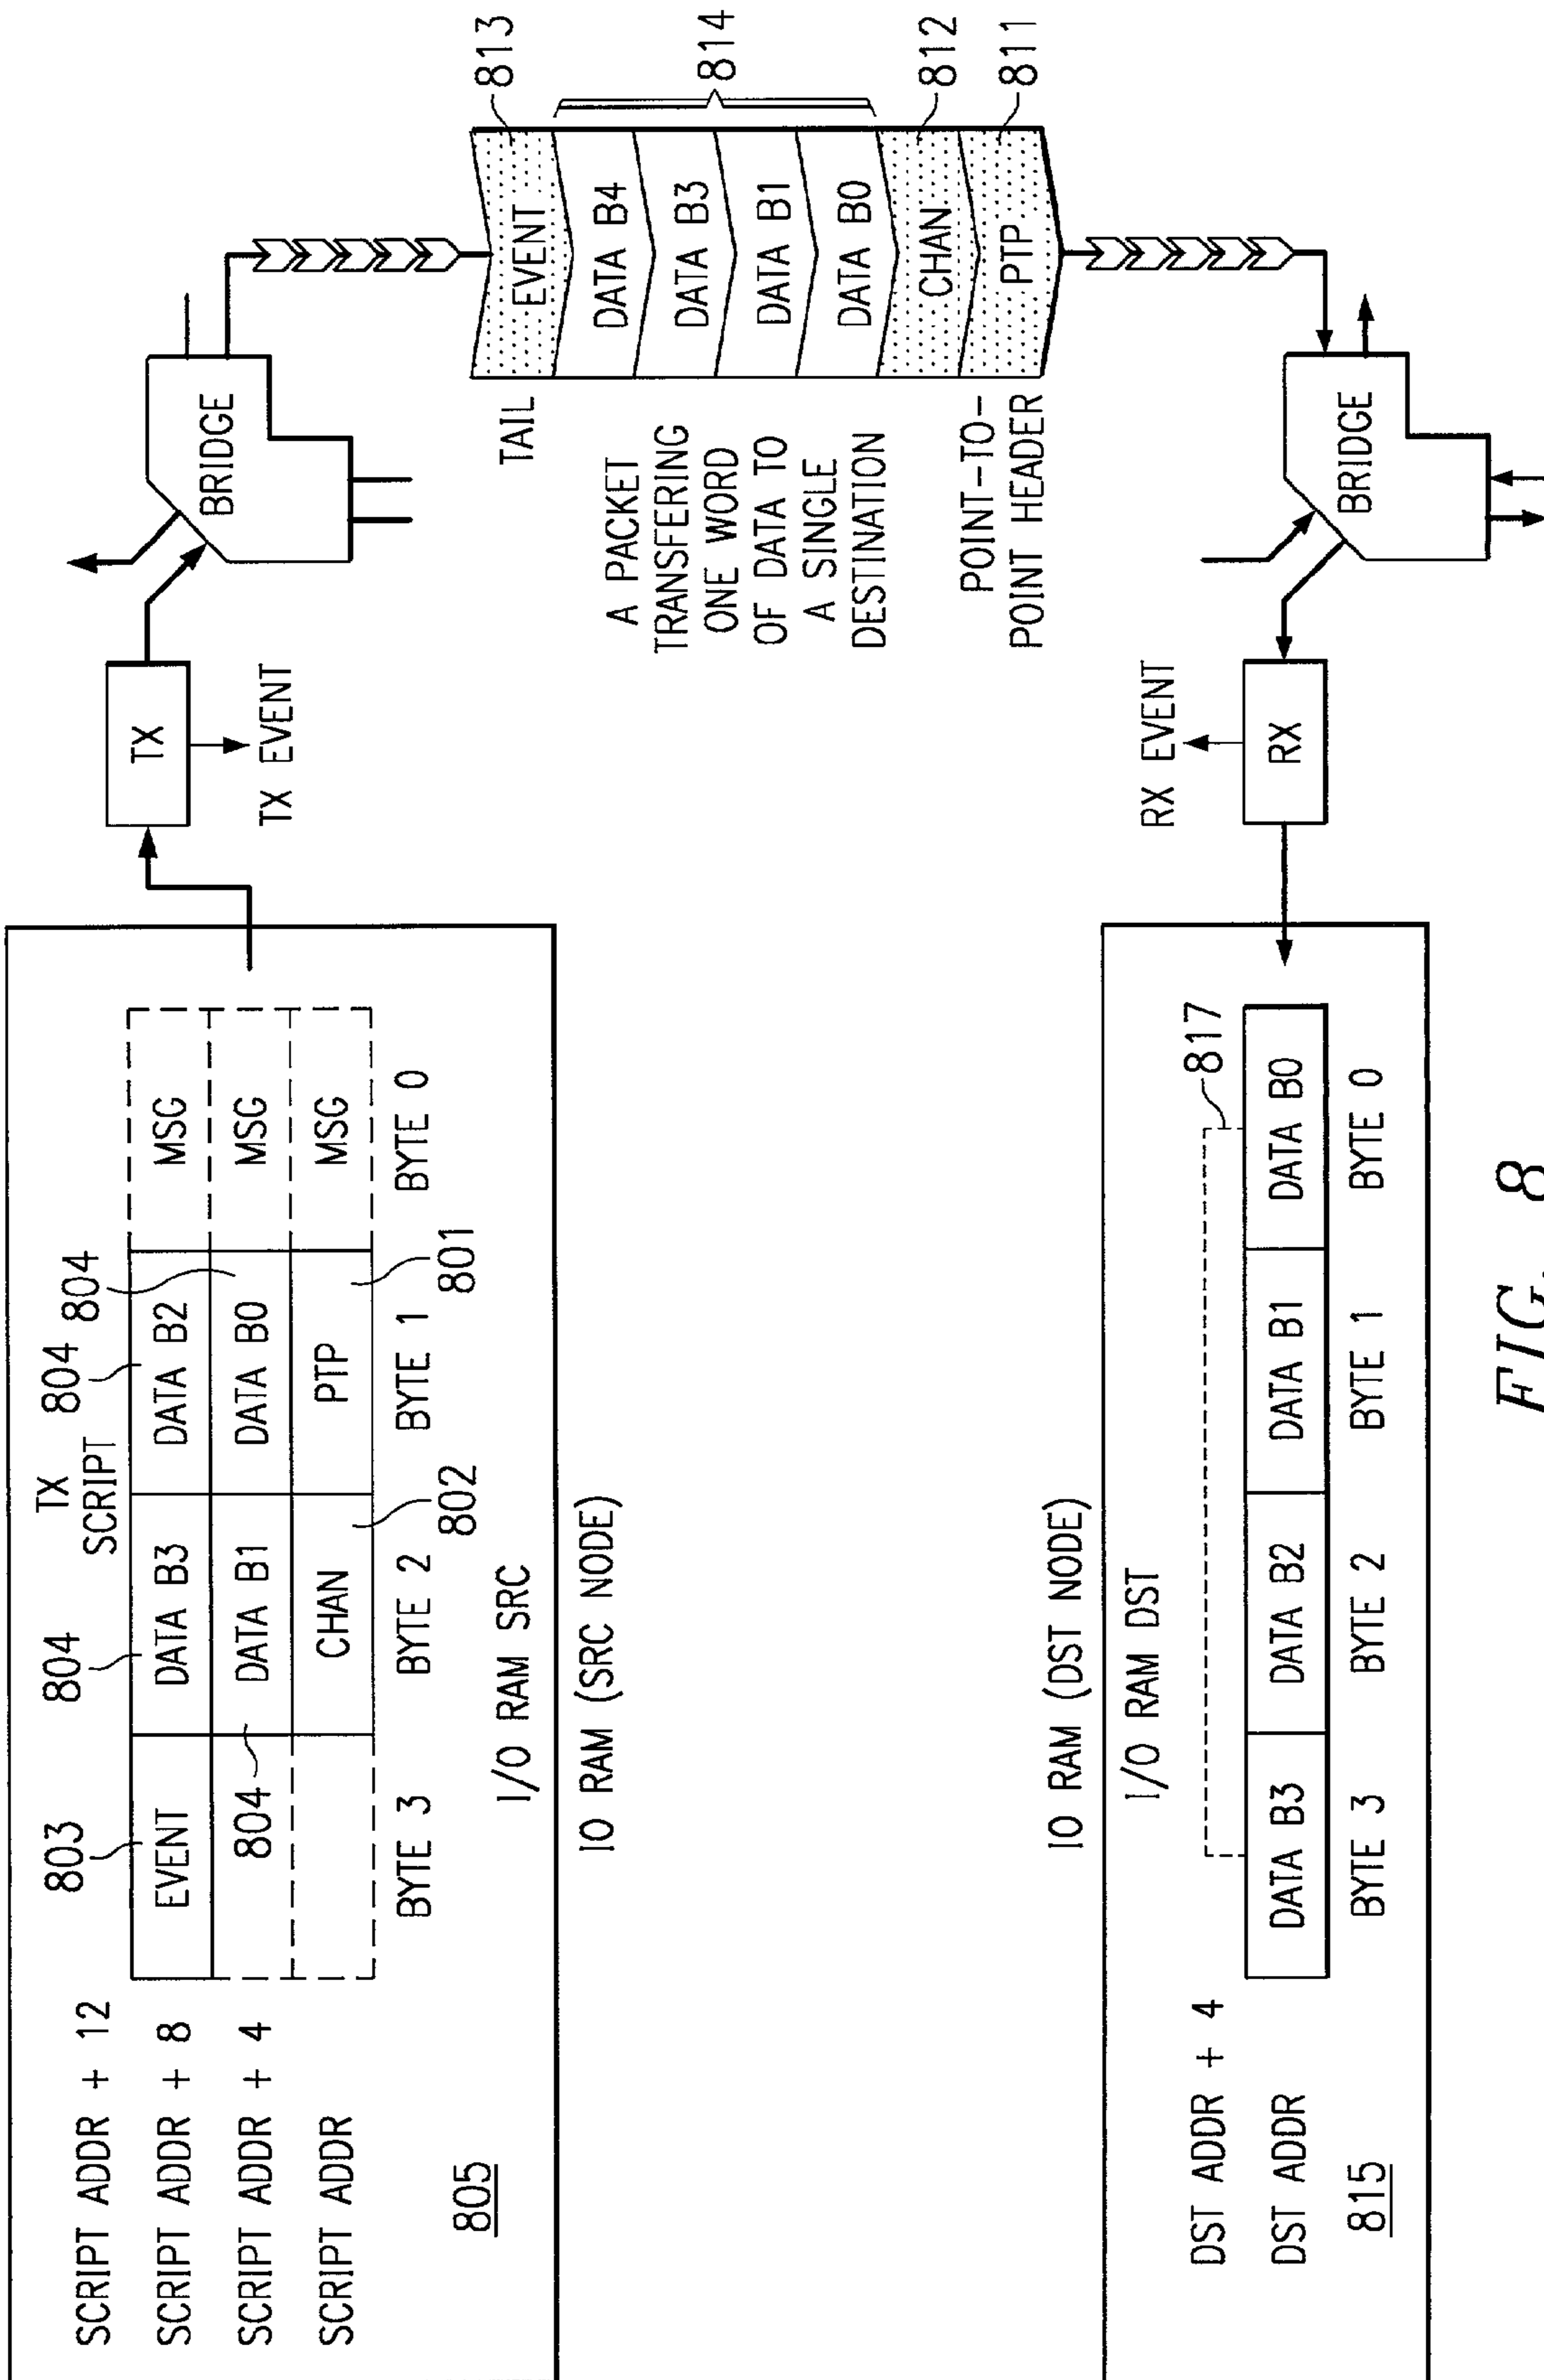 TX
SCRIPT
803
804
804
804
SCRIPT ADDR + 12
SCRIPT ADDR + 8
EVENT
DATA B3
DATA B2
MSG
SCRIPT ADDR + 4
804
DATA B1
DATA B0
MSG
SCRIPT ADDR
CHAN
PTP
MSG
BYTE 3
BYTE 2
BYTE 1
BYTE 0
802
801
805
I/O RAM SRC
IO RAM (SRC NODE)
TX
TX EVENT
BRIDGE
TAIL
EVENT
813
A PACKET
TRANSFERING
ONE WORD
OF DATA TO
A SINGLE
DESTINATION
DATA B4
DATA B3
DATA B1
DATA B0
814
CHAN
812
POINT-TO-
POINT HEADER
PTP
811
IO RAM (DST NODE)
I/O RAM DST
DST ADDR + 4
817
DST ADDR
DATA B3
DATA B2
DATA B1
DATA B0
815
BYTE 3
BYTE 2
BYTE 1
BYTE 0
RX EVENT
RX
BRIDGE
FIG. 8